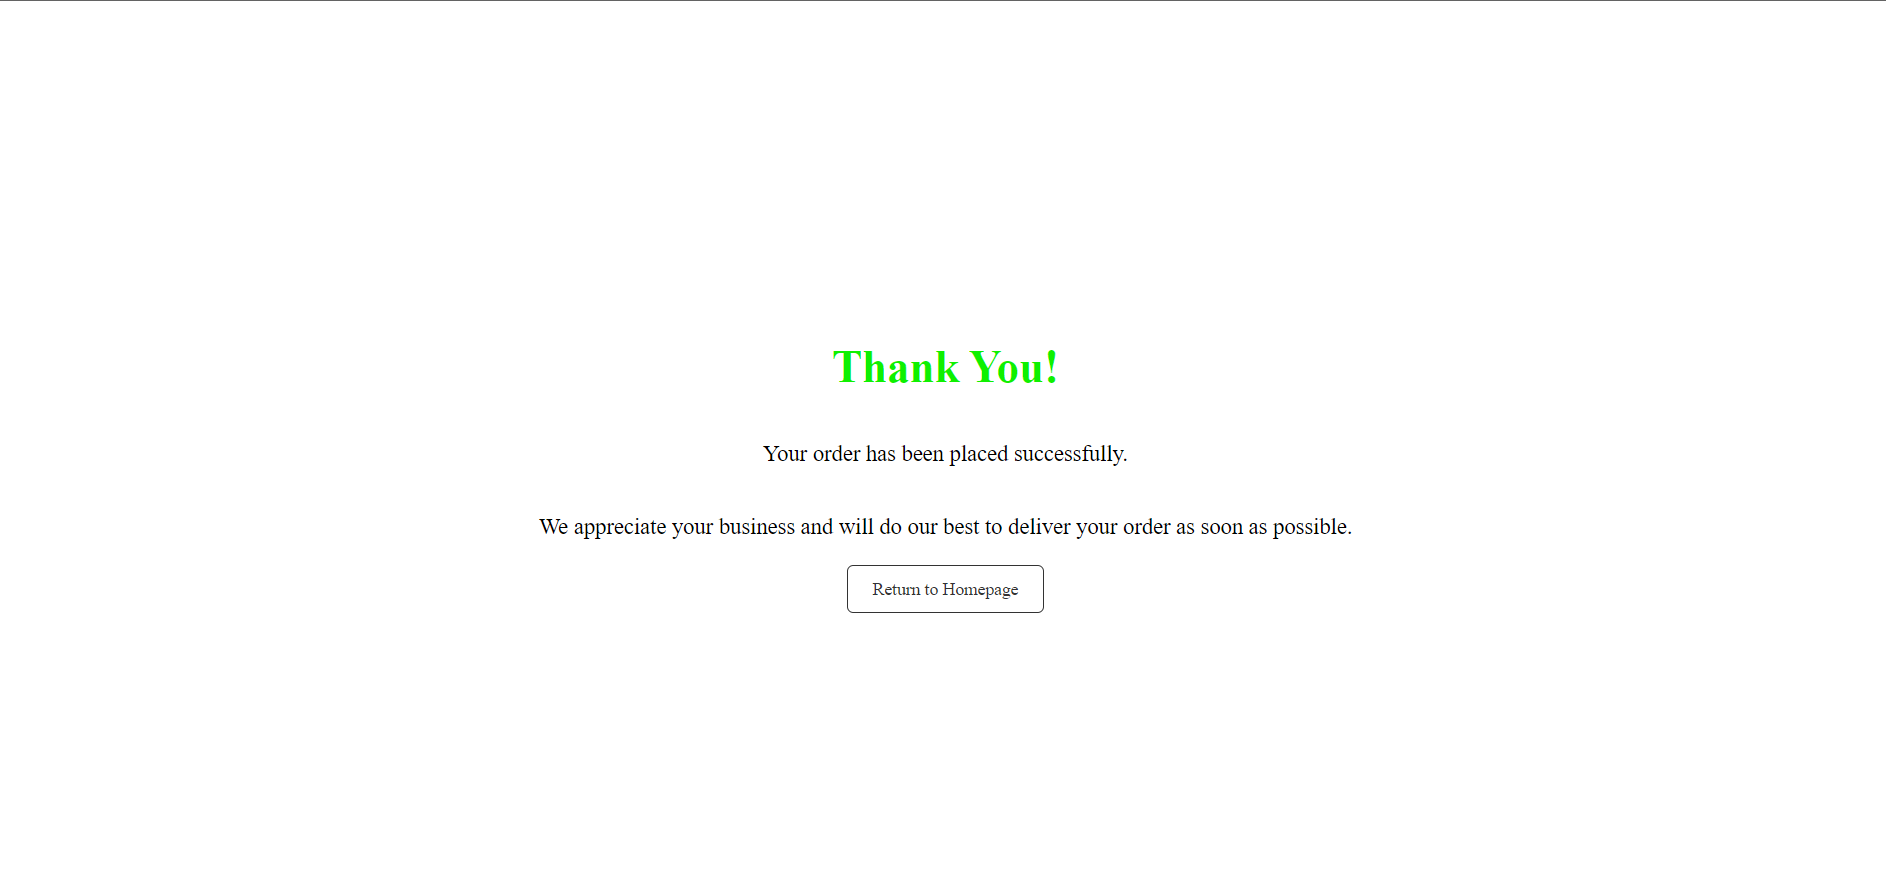 Thank You!
Your order has been placed successfully.
We appreciate your business and will do our best to deliver your order as soon as possible.
Return to Homepage